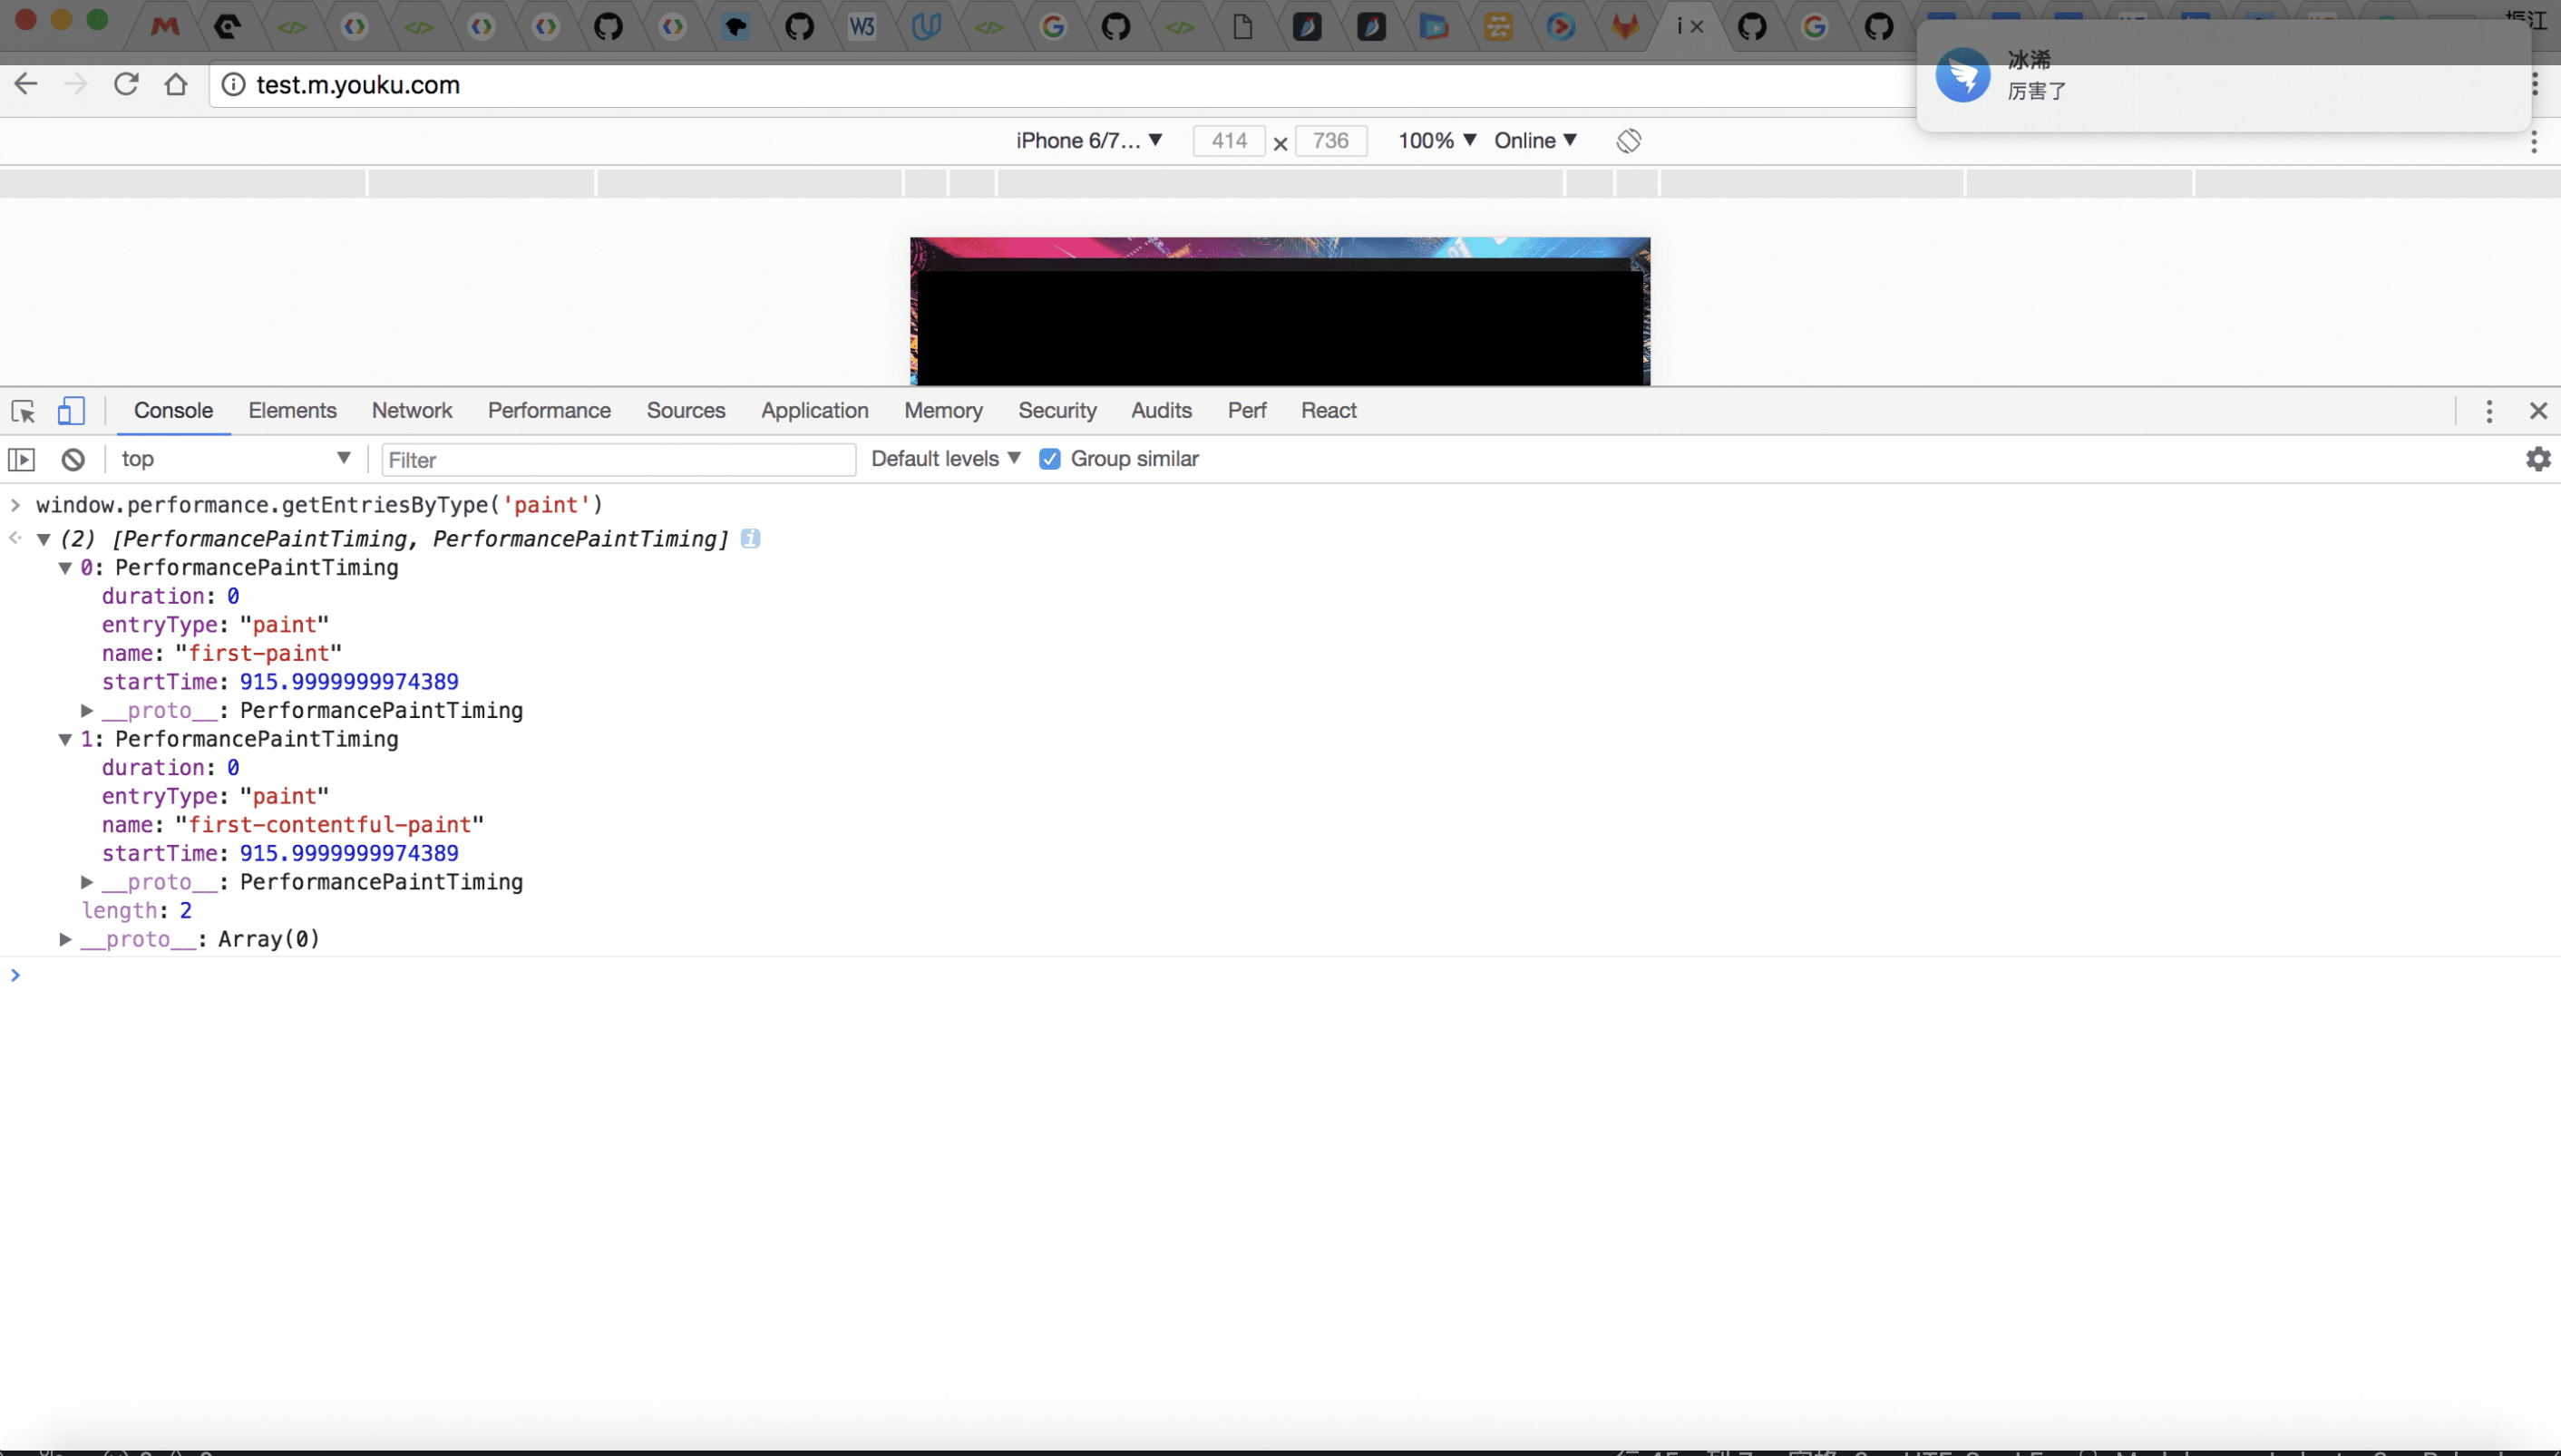 W3
i
振江
test.m.youku.com
冰浠
厉害了
iPhone 6/7… ▼ 414 × 736 100% ▼ Online ▼
Console Elements Network Performance Sources Application Memory Security Audits Perf React
top ▼ Filter Default levels ▼ Group similar
> window.performance.getEntriesByType('paint')
▼ (2) [PerformancePaintTiming, PerformancePaintTiming] i
▼ 0: PerformancePaintTiming
duration: 0
entryType: "paint"
name: "first-paint"
startTime: 915.9999999974389
▶ __proto__: PerformancePaintTiming
▼ 1: PerformancePaintTiming
duration: 0
entryType: "paint"
name: "first-contentful-paint"
startTime: 915.9999999974389
▶ __proto__: PerformancePaintTiming
length: 2
▶ __proto__: Array(0)
>